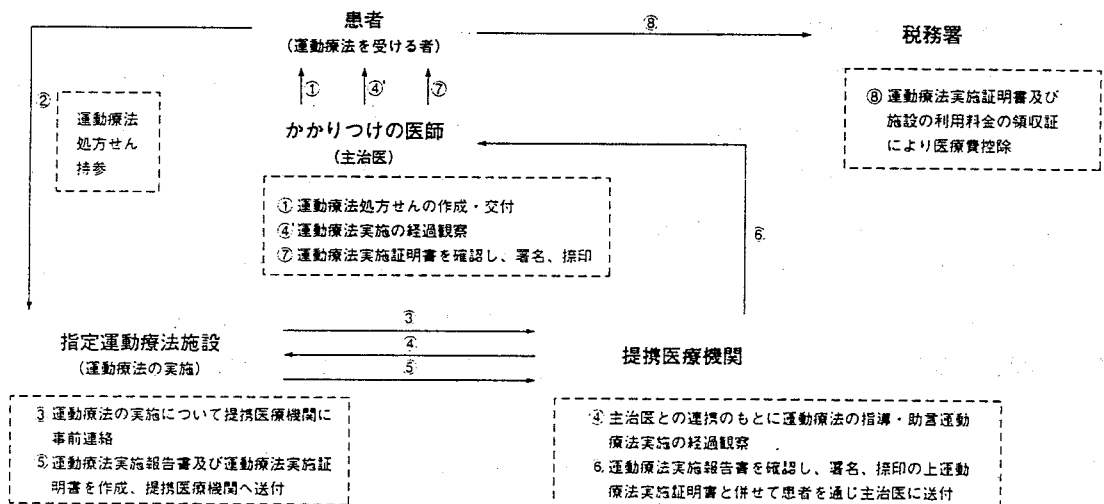 患者
(運動療法を受ける者)
⑧
税務署
①
④'
⑦
②
運動療法
処方せん
持参
⑧ 運動療法実施証明書及び
施設の利用料金の領収証
により医療費控除
かかりつけの医師
(主治医)
①運動療法処方せんの作成・交付
④'運動療法実施の経過観察
⑦運動療法実施証明書を確認し、署名、捺印
⑥
③
④
⑤
指定運動療法施設
(運動療法の実施)
提携医療機関
③ 運動療法の実施について提携医療機関に
事前連絡
⑤ 運動療法実施報告書及び運動療法実施証
明書を作成、提携医療機関へ送付
④ 主治医との連携のもとに運動療法の指導・助言運動
療法実施の経過観察
⑥ 運動療法実施報告書を確認し、署名、捺印の上運動
療法実施証明書と併せて患者を通じ主治医に送付